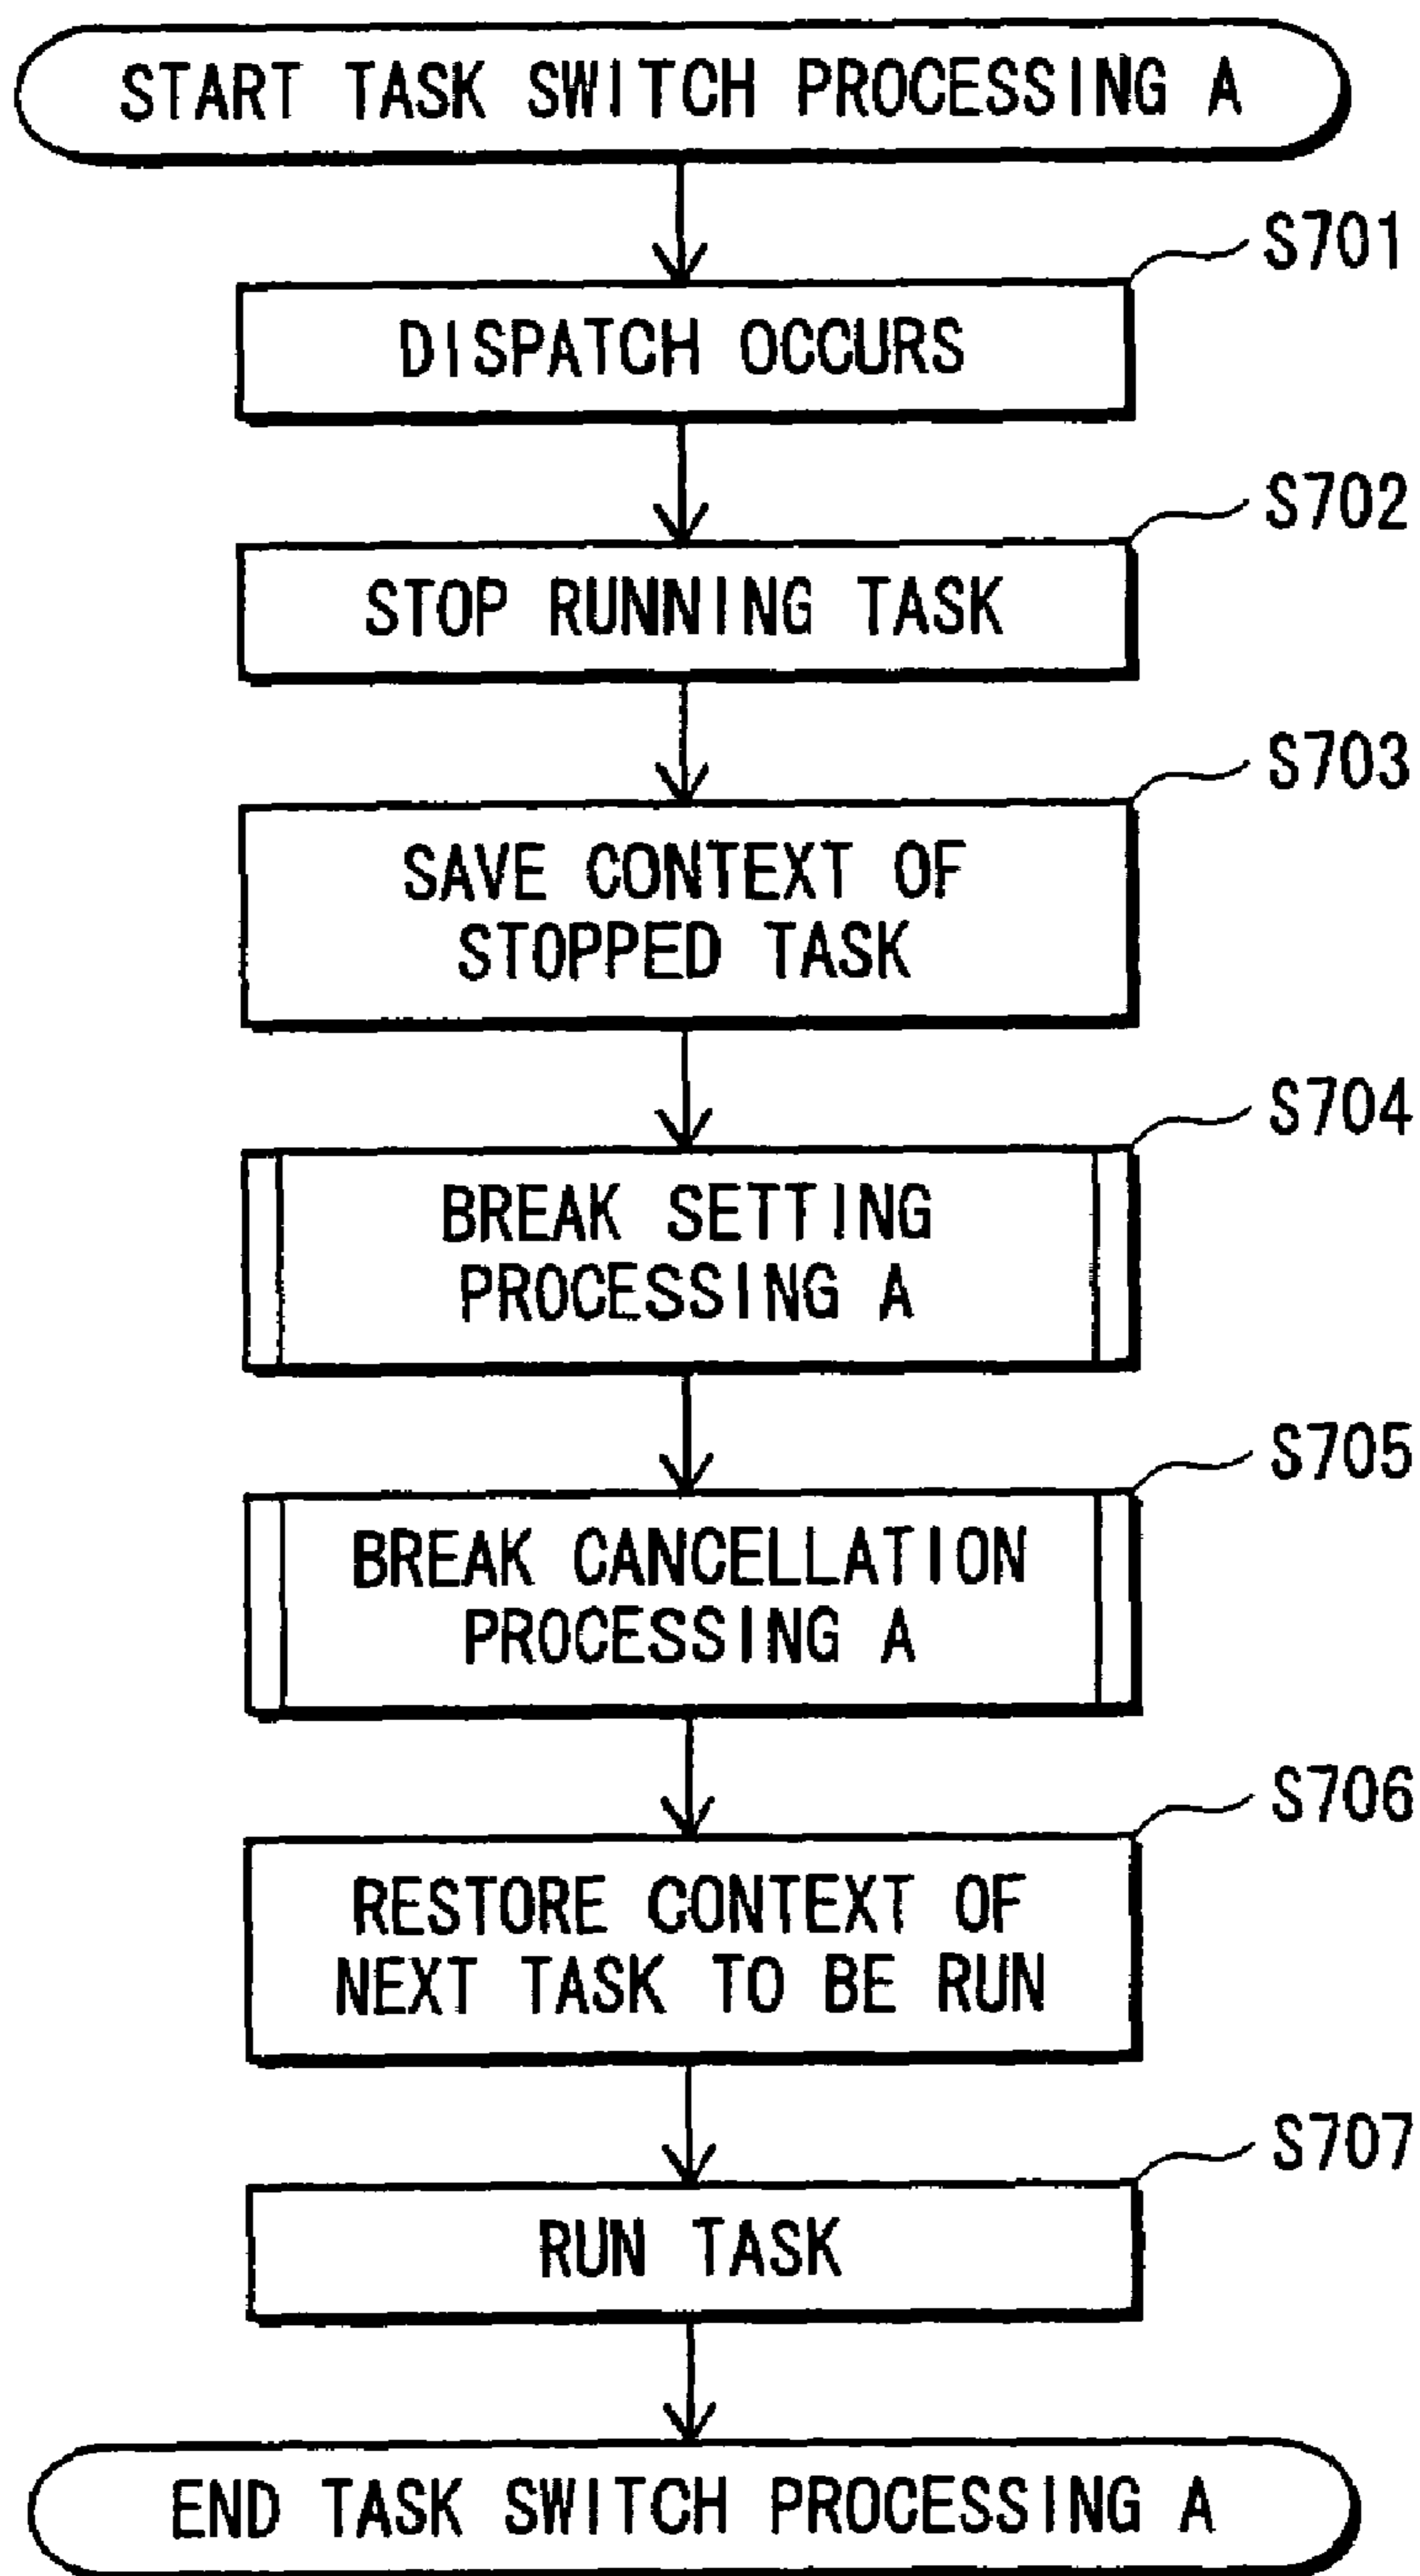 START TASK SWITCH PROCESSING A
S701
DISPATCH OCCURS
S702
STOP RUNNING TASK
S703
SAVE CONTEXT OF
STOPPED TASK
S704
BREAK SETTING
PROCESSING A
S705
BREAK CANCELLATION
PROCESSING A
S706
RESTORE CONTEXT OF
NEXT TASK TO BE RUN
S707
RUN TASK
END TASK SWITCH PROCESSING A